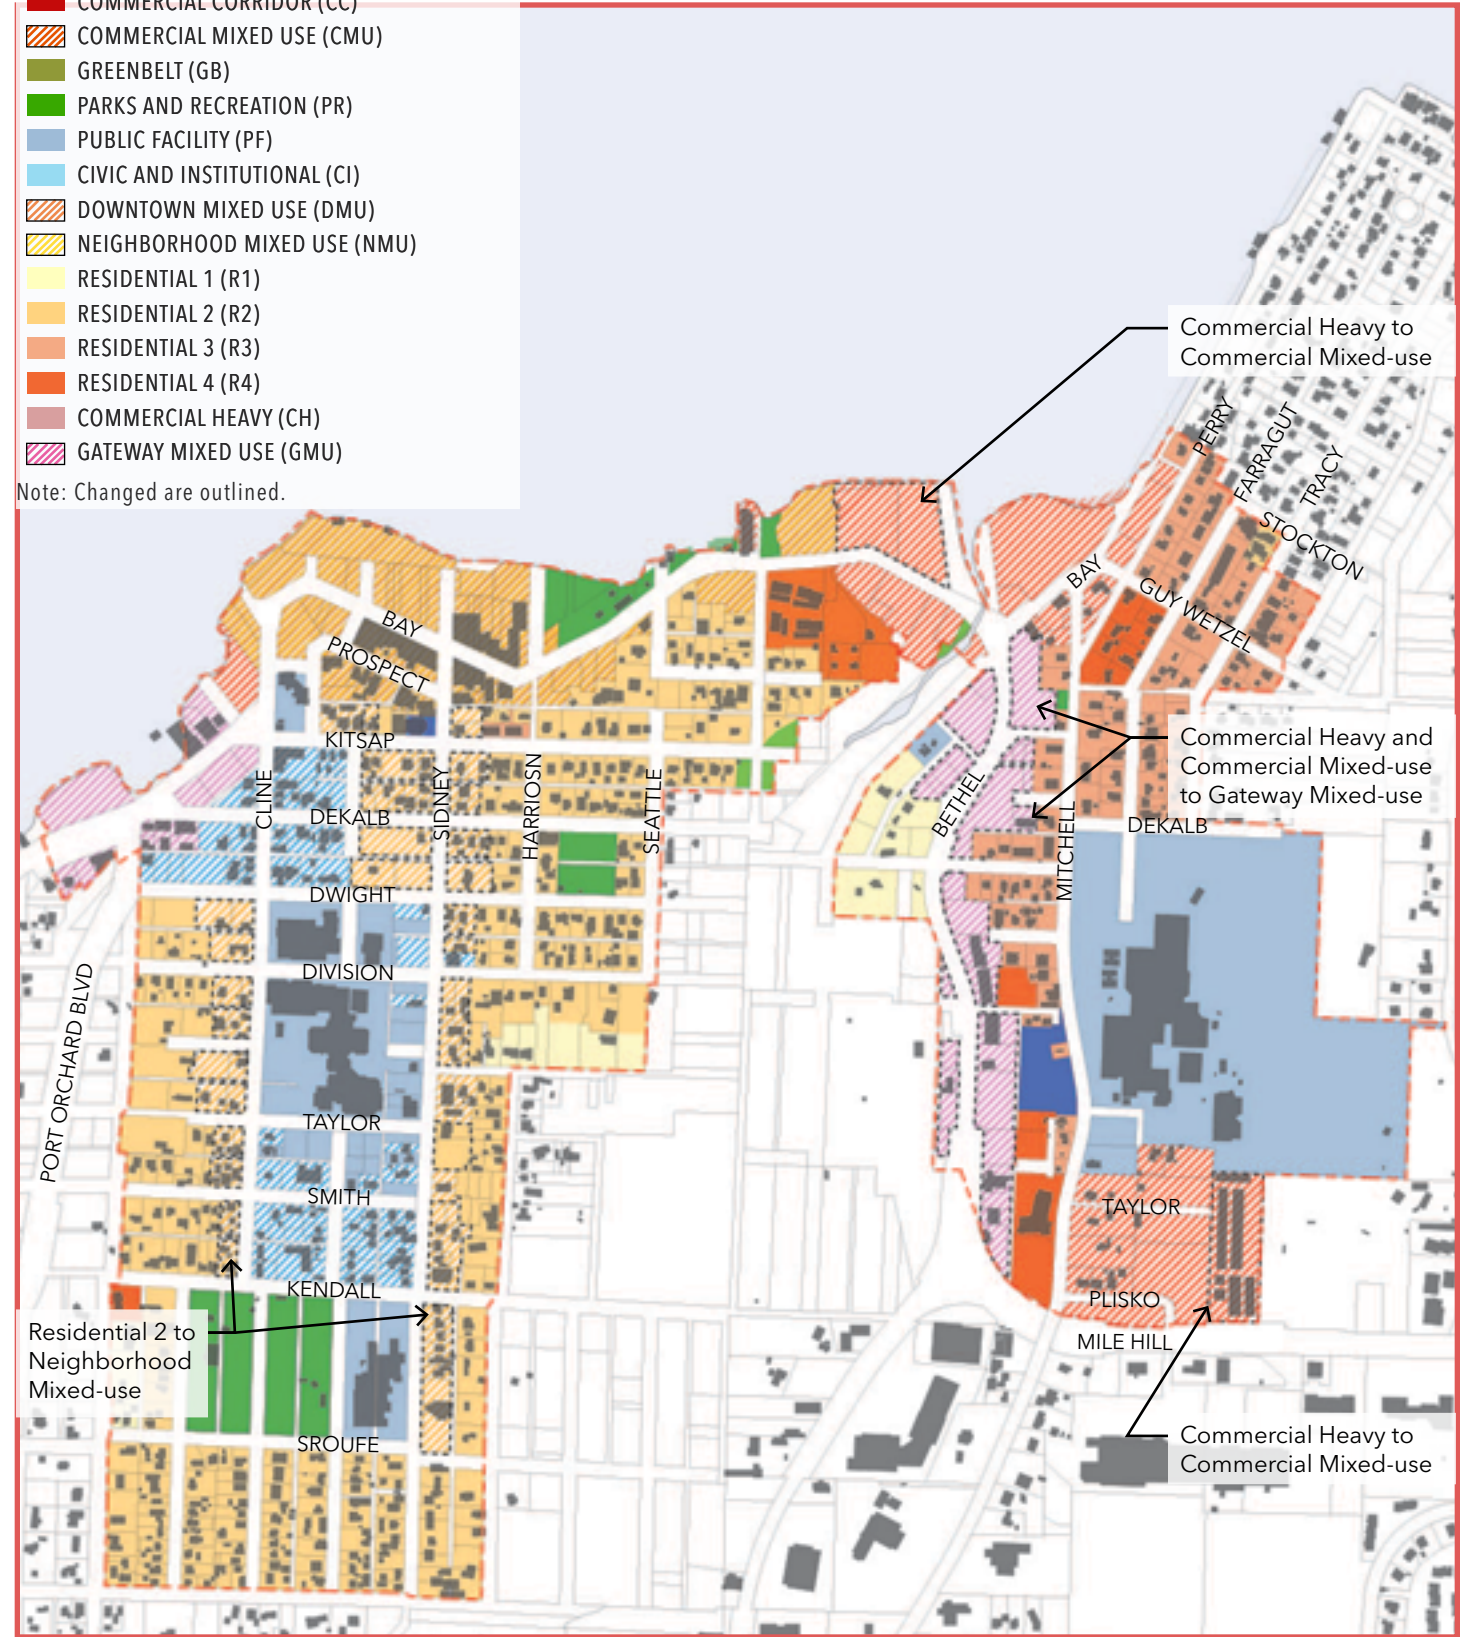 COMMERCIAL CORRIDOR (CC)
COMMERCIAL MIXED USE (CMU)
GREENBELT (GB)
PARKS AND RECREATION (PR)
PUBLIC FACILITY (PF)
CIVIC AND INSTITUTIONAL (CI)
DOWNTOWN MIXED USE (DMU)
NEIGHBORHOOD MIXED USE (NMU)
RESIDENTIAL 1 (R1)
RESIDENTIAL 2 (R2)
RESIDENTIAL 3 (R3)
RESIDENTIAL 4 (R4)
COMMERCIAL HEAVY (CH)
GATEWAY MIXED USE (GMU)
Note: Changed are outlined.
Commercial Heavy to
Commercial Mixed-use
PERRY
FARRAGUT
TRACY
STOCKTON
BAY
GUY WETZEL
BAY
PROSPECT
KITSAP
CLINE
SIDNEY
HARRIOSN
SEATTLE
DEKALB
BETHEL
MITCHELL
DEKALB
Commercial Heavy and
Commercial Mixed-use
to Gateway Mixed-use
DWIGHT
DIVISION
PORT ORCHARD BLVD
TAYLOR
SMITH
TAYLOR
KENDALL
PLISKO
MILE HILL
Residential 2 to
Neighborhood
Mixed-use
SROUFE
Commercial Heavy to
Commercial Mixed-use